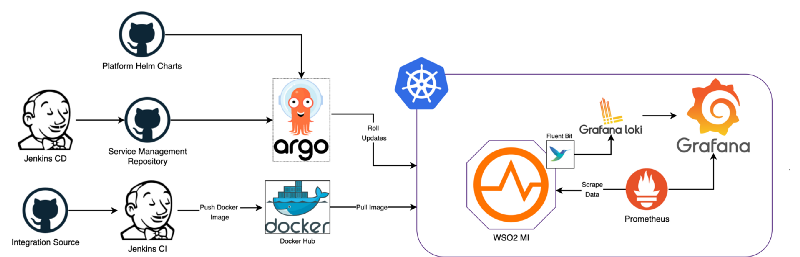 Platform Helm Charts
Jenkins CD
Service Management
Repository
argo
Roll
Updates
Integration Source
Jenkins CI
Push Docker
Image
docker
Docker Hub
Pull Image
Fluent Bit
Grafana loki
Grafana
WSO2 MI
Scrape
Data
Prometheus